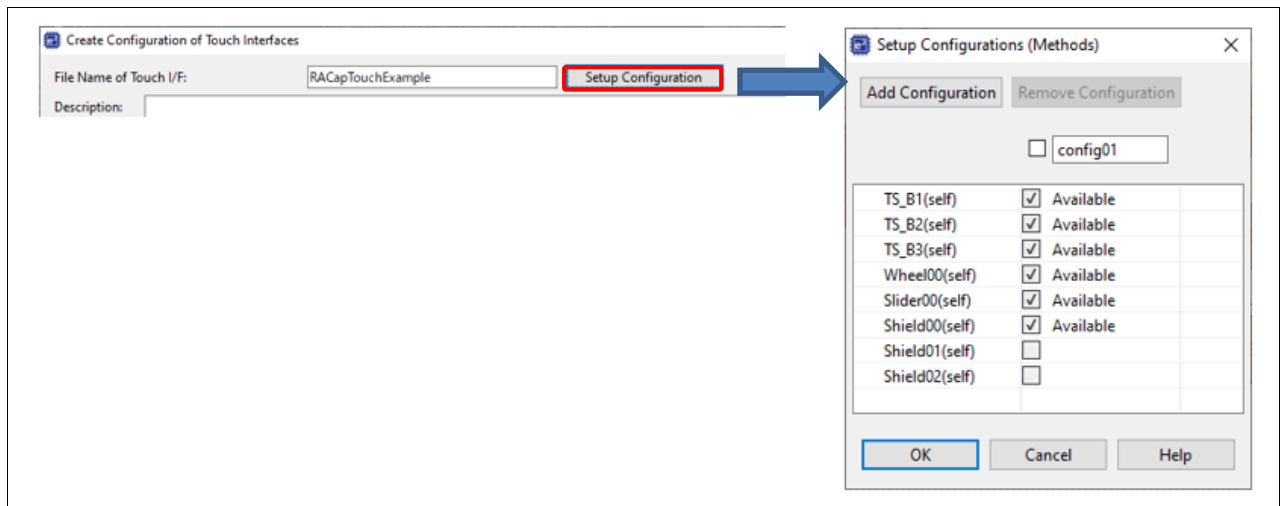 Create Configuration of Touch Interfaces
File Name of Touch I/F: RACapTouchExample Setup Configuration
Description:
Setup Configurations (Methods)
Add Configuration Remove Configuration
config01
TS_B1(self) Available
TS_B2(self) Available
TS_B3(self) Available
Wheel00(self) Available
Slider00(self) Available
Shield00(self) Available
Shield01(self)
Shield02(self)
OK Cancel Help